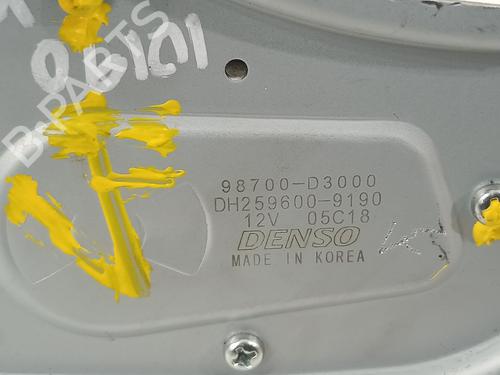 B-PARTS
98700-D3000
DH259600-9190
12V 05C18
DENSO
MADE IN KOREA